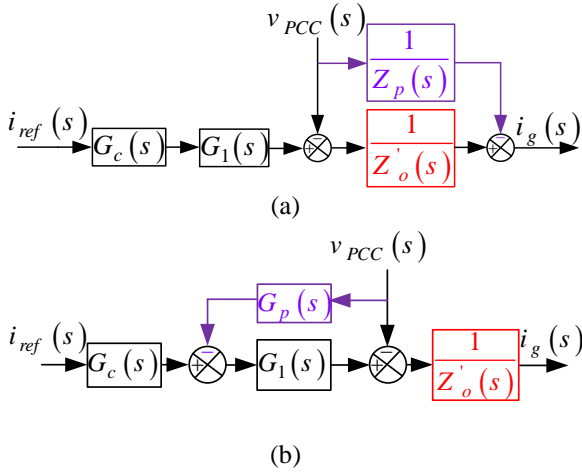 v_PCC(s)
1
Z_p(s)
−
i_ref(s)
G_c(s)
G_1(s)
+
−
1
Z'_o(s)
+
−
i_g(s)
(a)
v_PCC(s)
G_p(s)
i_ref(s)
G_c(s)
+
−
G_1(s)
+
−
1
Z'_o(s)
i_g(s)
(b)